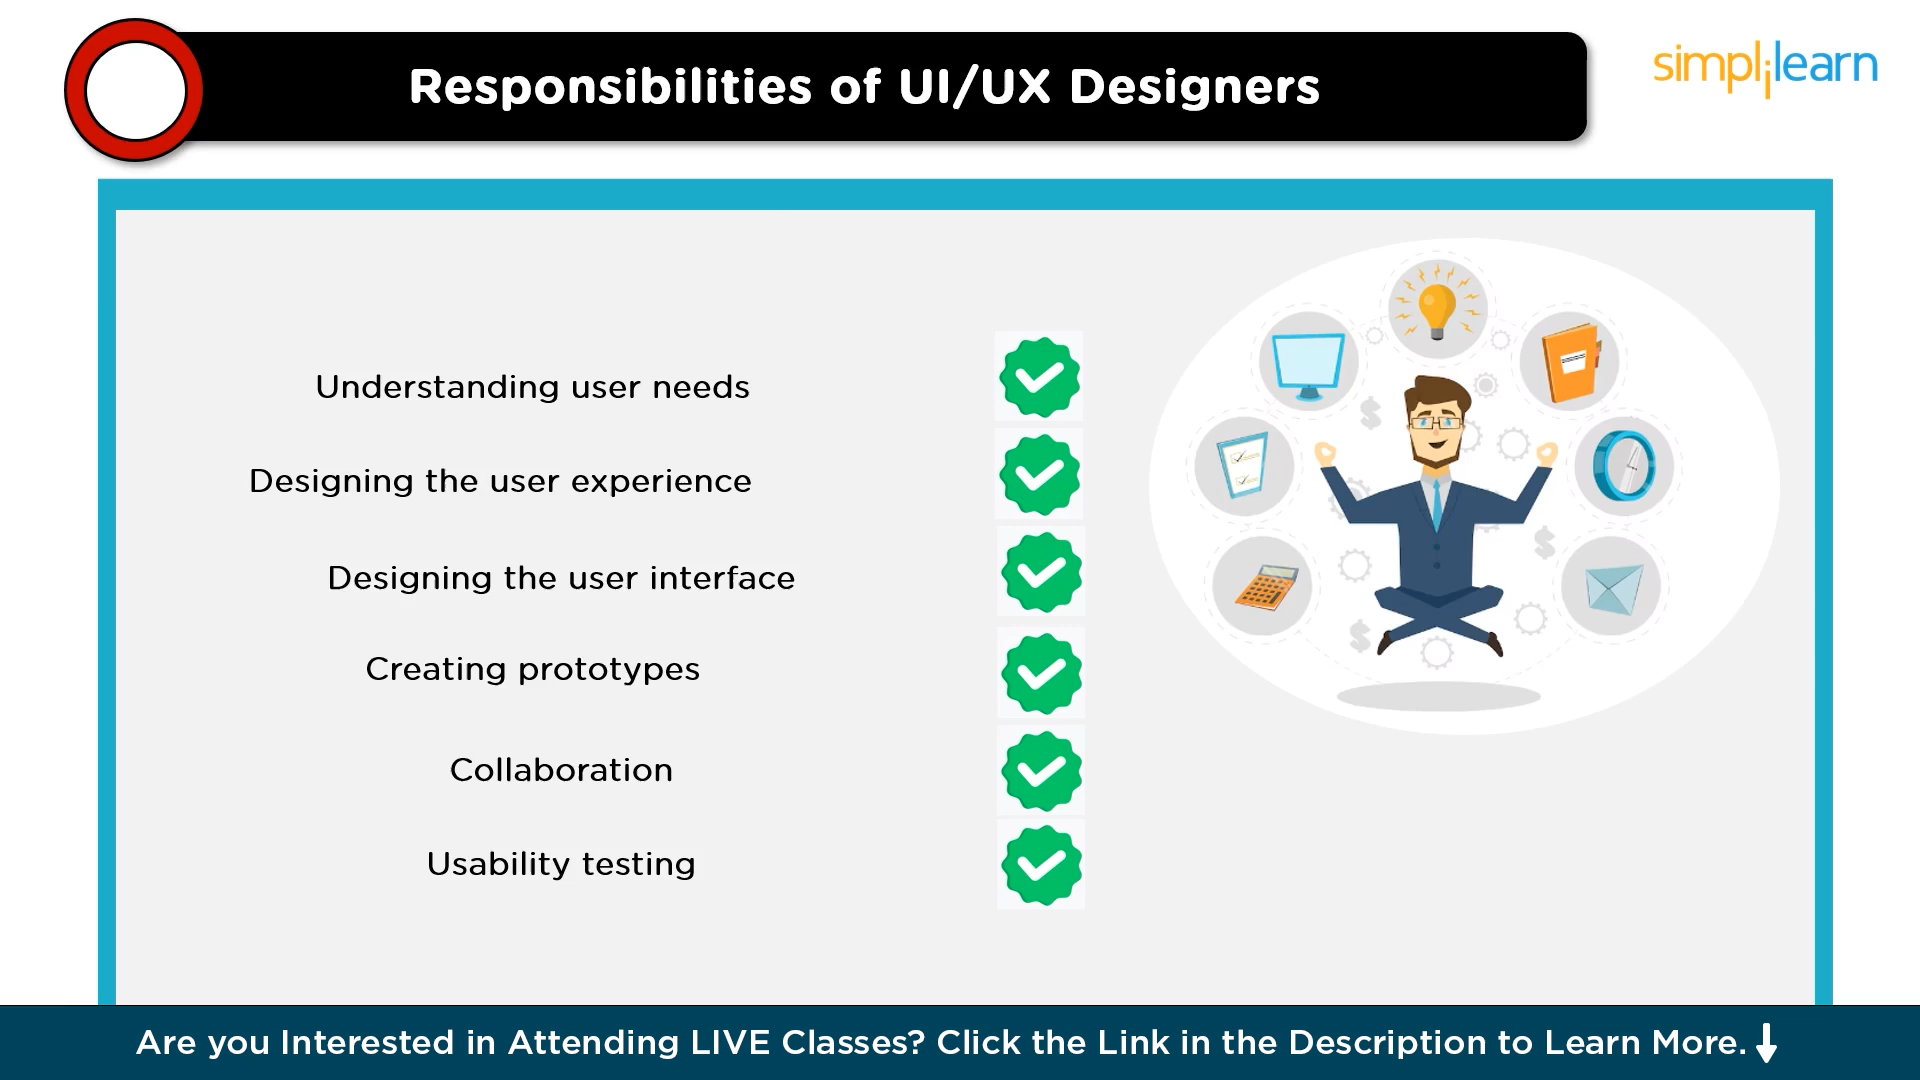 Responsibilities of UI/UX Designers
simplilearn
Understanding user needs
Designing the user experience
Designing the user interface
Creating prototypes
Collaboration
Usability testing
Are you Interested in Attending LIVE Classes? Click the Link in the Description to Learn More.